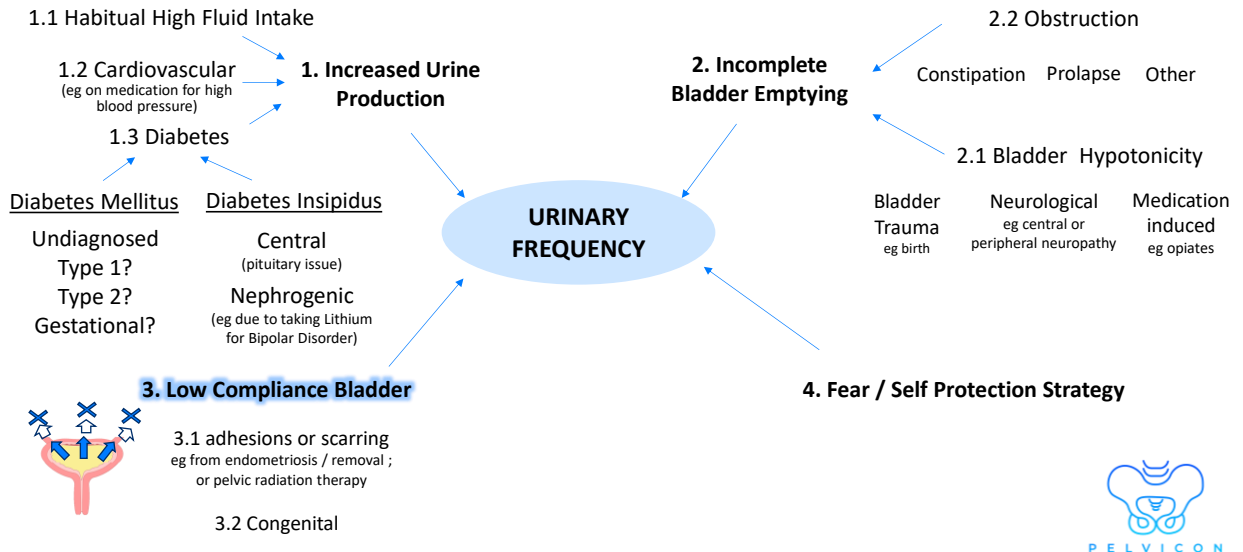 1.1 Habitual High Fluid Intake
1.2 Cardiovascular
(eg on medication for high
blood pressure)
1.3 Diabetes
1. Increased Urine
Production
Diabetes Mellitus
Undiagnosed
Type 1?
Type 2?
Gestational?
Diabetes Insipidus
Central
(pituitary issue)
Nephrogenic
(eg due to taking Lithium
for Bipolar Disorder)
2. Incomplete
Bladder Emptying
2.2 Obstruction
Constipation Prolapse Other
2.1 Bladder Hypotonicity
Bladder
Trauma
eg birth
Neurological
eg central or
peripheral neuropathy
Medication
induced
eg opiates
URINARY
FREQUENCY
3. Low Compliance Bladder
3.1 adhesions or scarring
eg from endometriosis / removal ;
or pelvic radiation therapy
3.2 Congenital
4. Fear / Self Protection Strategy
PELVICON